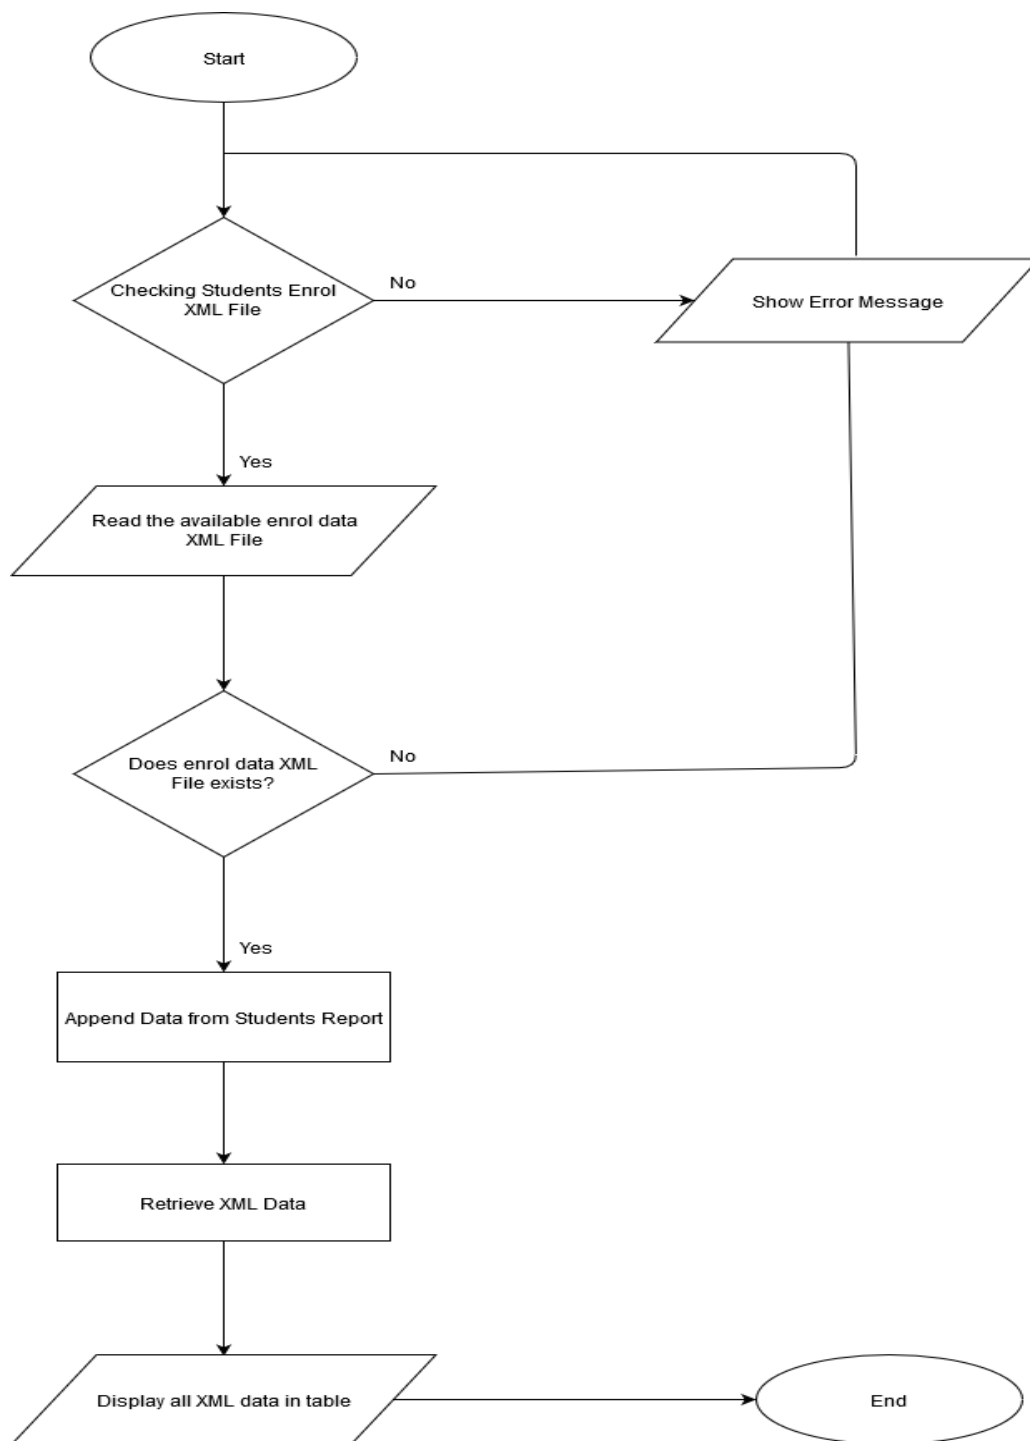 Start
Checking Students Enrol
XML File
No
Show Error Message
Yes
Read the available enrol data
XML File
Does enrol data XML
File exists?
No
Yes
Append Data from Students Report
Retrieve XML Data
Display all XML data in table
End